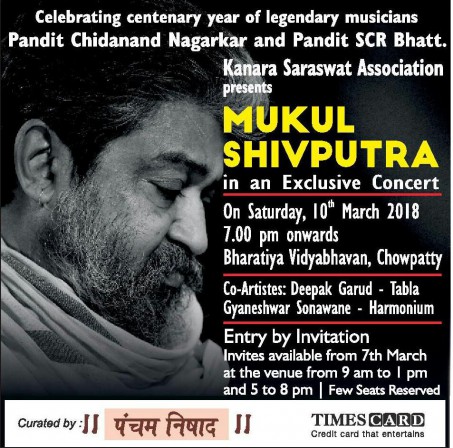 Celebrating centenary year of legendary musicians
Pandit Chidanand Nagarkar and Pandit SCR Bhatt.
Kanara Saraswat Association
presents
MUKUL
SHIVPUTRA
in an Exclusive Concert
On Saturday, 10th March 2018
7.00 pm onwards
Bharatiya Vidyabhavan, Chowpatty
Co-Artistes: Deepak Garud - Tabla
Gyaneshwar Sonawane - Harmonium
Entry by Invitation
Invites available from 7th March
at the venue from 9 am to 1 pm
and 5 to 8 pm | Few Seats Reserved
Curated by : || पंचम निषाद ||
TIMES CARD
Credit card that entertains